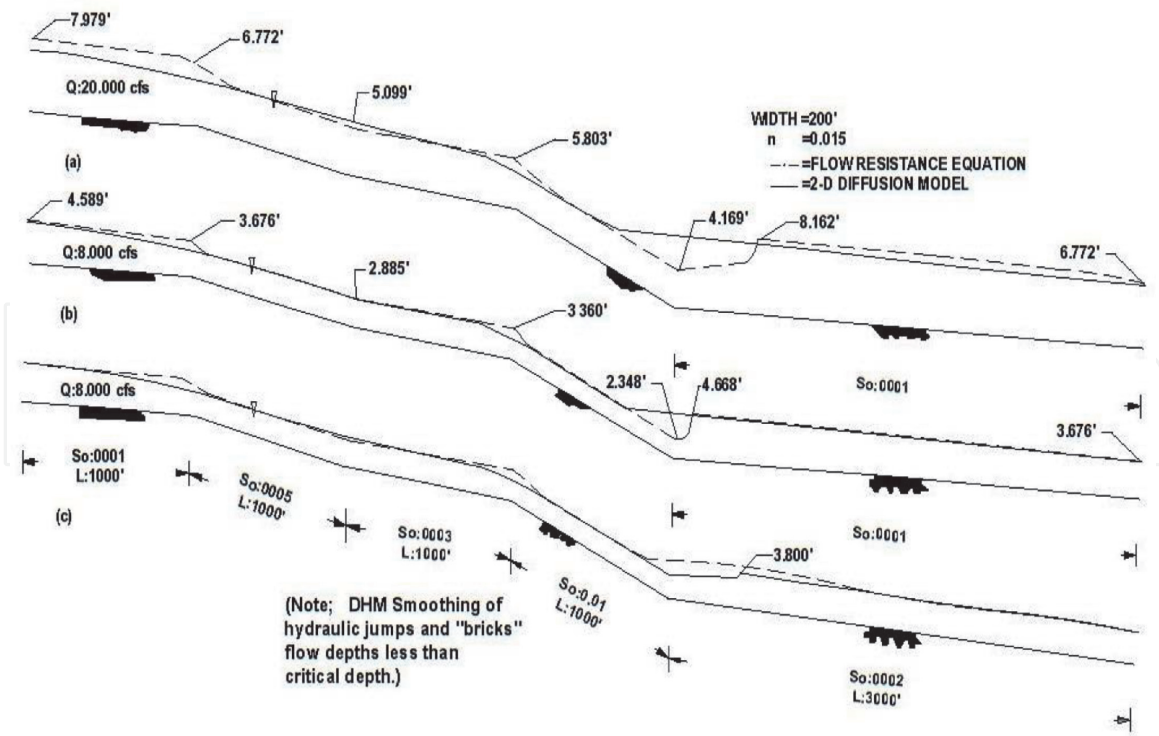 7.979'
6.772'
Q:20.000 cfs
5.099'
5.803'
WIDTH =200'
n =0.015
=FLOW RESISTANCE EQUATION
=2-D DIFFUSION MODEL
(a)
4.589'
3.676'
4.169'
8.162'
6.772'
Q:8.000 cfs
2.885'
3 360'
(b)
So:0001
2.348'
4.668'
3.676'
Q:8.000 cfs
So:0001
L:1000'
So:0005
L:1000'
So:0003
L:1000'
So:0001
(c)
3.800'
So:0.01
L:1000'
(Note; DHM Smoothing of
hydraulic jumps and "bricks"
flow depths less than
critical depth.)
So:0002
L:3000'